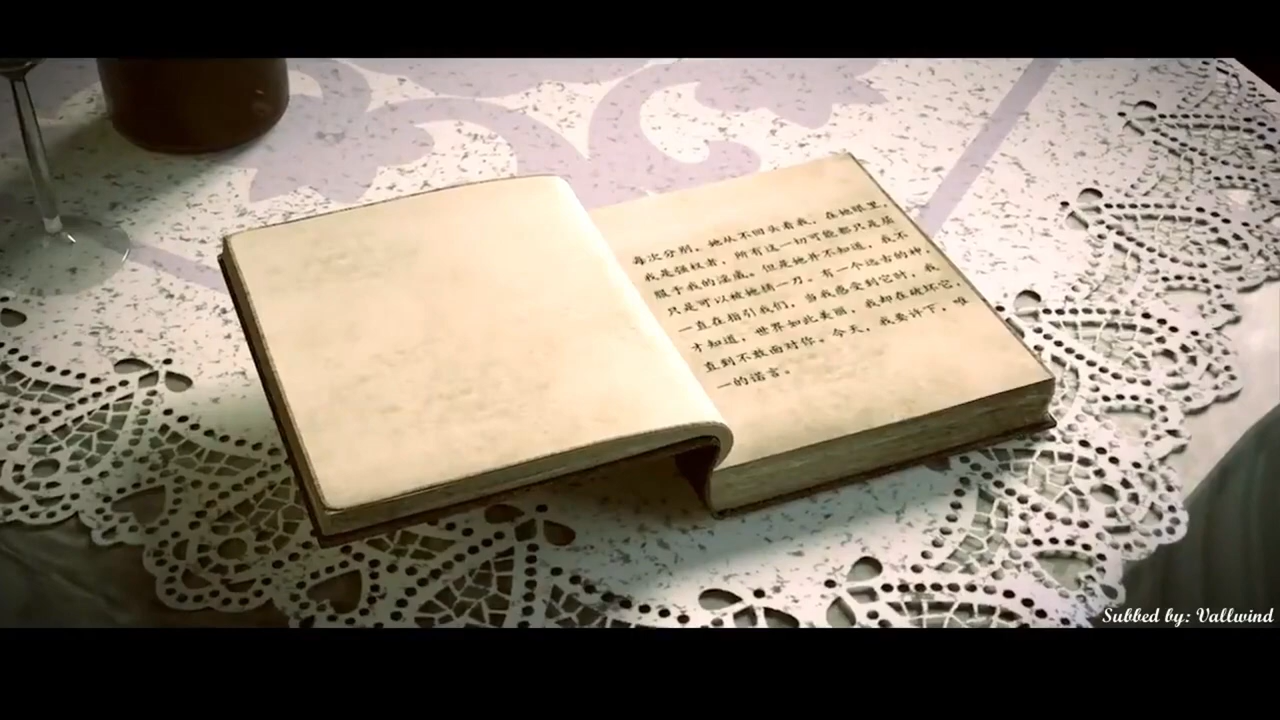 每次分别，她从不回头看我，在她眼里
我是强权者，所有这一切可能都只是屈
服于我的淫威。但是她并不知道，我不
只是可以被她捅一刀。有一个远古的神，
一直在指引我们，当我感受到它时，我
才知道，世界如此美丽，我却在破坏它，
直到不敢面对你。今天，我要许下，唯
一的诺言。
Subbed by: Vallwind